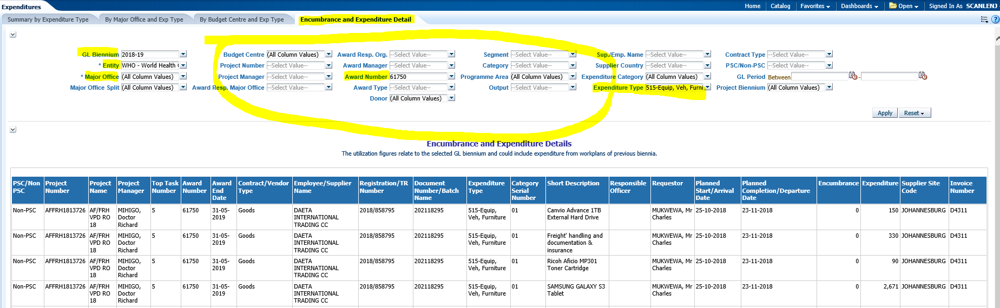 Expenditures
Home Catalog Favorites Dashboards Open Signed In As SCANLENJ
Summary by Expenditure Type By Major Office and Exp Type By Budget Centre and Exp Type Encumbrance and Expenditure Detail
GL Biennium 2018-19 Budget Centre (All Column Values) Award Resp. Org. --Select Value-- Segment --Select Value-- Sup./Emp. Name --Select Value-- Contract Type --Select Value--
* Entity WHO - World Health Project Number --Select Value-- Award Manager --Select Value-- Category --Select Value-- Supplier Country --Select Value-- PSC/Non-PSC --Select Value--
* Major Office (All Column Values) Project Manager --Select Value-- Award Number 61750 Programme Area (All Column Values) Expenditure Category (All Column Values) GL Period Between -
Major Office Split (All Column Values) Award Resp. Major Office --Select Value-- Award Type --Select Value-- Output --Select Value-- Expenditure Type 515-Equip, Veh, Furni Project Biennium (All Column Values)
Donor (All Column Values)
Apply Reset
Encumbrance and Expenditure Details
The utilization figures relate to the selected GL biennium and could include expenditure from workplans of previous biennia.
PSC/Non PSC Project Number Project Name Project Manager Top Task Number Award Number Award End Date Contract/Vendor Type Employee/Supplier Name Registration/TR Number Document Number/Batch Name Expenditure Type Category Serial Number Short Description Responsible Officer Requestor Planned Start/Arrival Date Planned Completion/Departure Date Encumbrance Expenditure Supplier Site Code Invoice Number
Non-PSC AFFRH1813726 AF/FRH VPD RO 18 MIHIGO, Doctor Richard 5 61750 31-05-2019 Goods DAETA INTERNATIONAL TRADING CC 2018/858795 202118295 515-Equip, Veh, Furniture 01 Canvio Advance 1TB External Hard Drive MUKWEWA, Mr Charles 25-10-2018 23-11-2018 0 150 JOHANNESBURG D4311
Non-PSC AFFRH1813726 AF/FRH VPD RO 18 MIHIGO, Doctor Richard 5 61750 31-05-2019 Goods DAETA INTERNATIONAL TRADING CC 2018/858795 202118295 515-Equip, Veh, Furniture 01 Freight' handling and documentation & insurance MUKWEWA, Mr Charles 25-10-2018 23-11-2018 0 330 JOHANNESBURG D4311
Non-PSC AFFRH1813726 AF/FRH VPD RO 18 MIHIGO, Doctor Richard 5 61750 31-05-2019 Goods DAETA INTERNATIONAL TRADING CC 2018/858795 202118295 515-Equip, Veh, Furniture 01 Ricoh Aficio MP301 Toner Cartridge MUKWEWA, Mr Charles 25-10-2018 23-11-2018 0 90 JOHANNESBURG D4311
Non-PSC AFFRH1813726 AF/FRH VPD RO 18 MIHIGO, Doctor Richard 5 61750 31-05-2019 Goods DAETA INTERNATIONAL TRADING CC 2018/858795 202118295 515-Equip, Veh, Furniture 01 SAMSUNG GALAXY S3 Tablet MUKWEWA, Mr Charles 25-10-2018 23-11-2018 0 2,671 JOHANNESBURG D4311